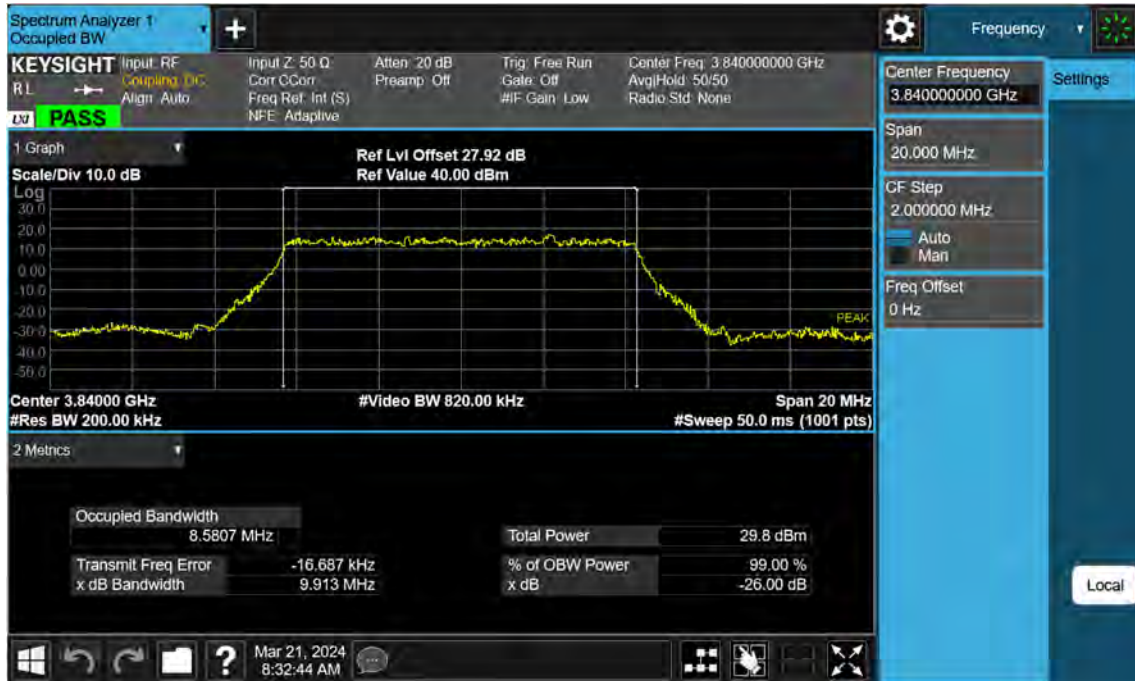 Spectrum Analyzer 1
Occupied BW
+
Frequency
KEYSIGHT Input: RF Input Z: 50 Ω Atten: 20 dB Trig: Free Run Center Freq: 3.840000000 GHz
RL Coupling: DC Corr CCorr Preamp: Off Gate: Off Avg|Hold: 50/50
Align: Auto Freq Ref: Int (S) #IF Gain: Low Radio Std: None
LXI PASS NFE: Adaptive
Center Frequency
3.840000000 GHz
Settings
Span
20.000 MHz
CF Step
2.000000 MHz
Auto
Man
Freq Offset
0 Hz
1 Graph
Ref Lvl Offset 27.92 dB
Scale/Div 10.0 dB Ref Value 40.00 dBm
Log
30.0
20.0
10.0
0.00
-10.0
-20.0
-30.0
-40.0
-50.0
PEAK
Center 3.84000 GHz #Video BW 820.00 kHz Span 20 MHz
#Res BW 200.00 kHz #Sweep 50.0 ms (1001 pts)
2 Metrics
Occupied Bandwidth
8.5807 MHz Total Power 29.8 dBm
Transmit Freq Error -16.687 kHz % of OBW Power 99.00 %
x dB Bandwidth 9.913 MHz x dB -26.00 dB
Local
? Mar 21, 2024
8:32:44 AM